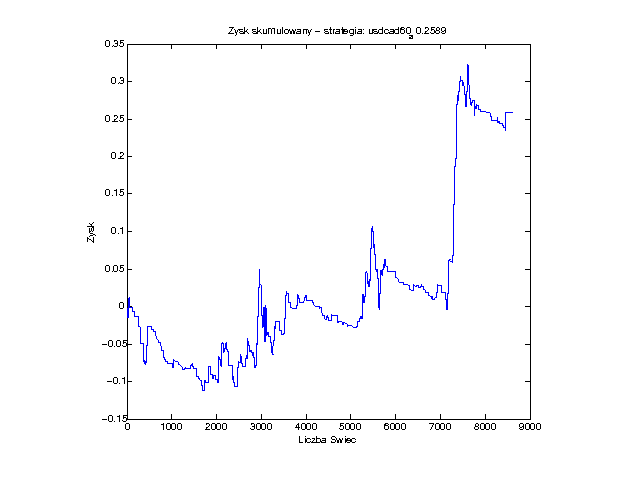 Zysk skumulowany – strategia: usdcad60a 0.2589
0.35
0.3
0.25
0.2
0.15
0.1
0.05
0
−0.05
−0.1
−0.15
Zysk
0 1000 2000 3000 4000 5000 6000 7000 8000 9000
Liczba Swiec